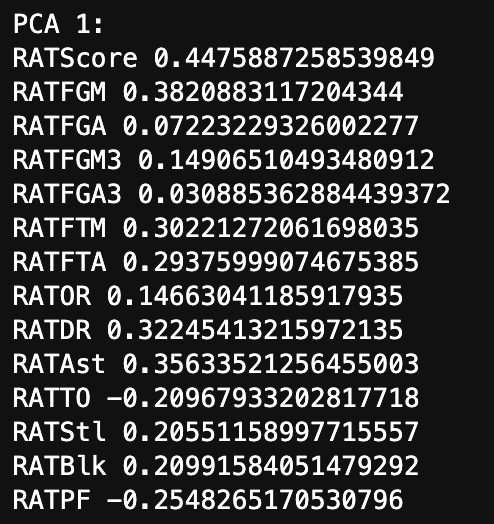 PCA 1:
RATScore 0.4475887258539849
RATFGM 0.3820883117204344
RATFGA 0.07223229326002277
RATFGM3 0.14906510493480912
RATFGA3 0.030885362884439372
RATFTM 0.30221272061698035
RATFTA 0.29375999074675385
RATOR 0.14663041185917935
RATDR 0.32245413215972135
RATAst 0.35633521256455003
RATTO -0.20967933202817718
RATStl 0.20551158997715557
RATBlk 0.20991584051479292
RATPF -0.2548265170530796